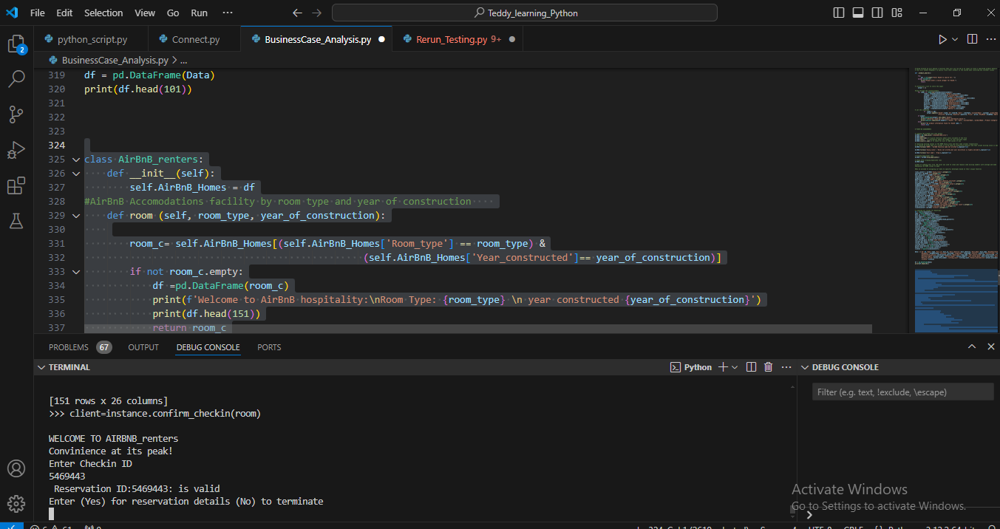 File Edit Selection View Go Run ··· Teddy_learning_Python
2
python_script.py Connect.py BusinessCase_Analysis.py Rerun_Testing.py 9+
BusinessCase_Analysis.py > ...
319 df = pd.DataFrame(Data)
320 print(df.head(101))
321
322
323
324
325 class AirBnB_renters:
326 def __init__(self):
327 self.AirBnB_Homes = df
328 #AirBnB Accomodations facility by room type and year of construction
329 def room (self, room_type, year_of_construction):
330
331 room_c= self.AirBnB_Homes[(self.AirBnB_Homes['Room_type'] == room_type) &
332 (self.AirBnB_Homes['Year_constructed']== year_of_construction)]
333 if not room_c.empty:
334 df =pd.DataFrame(room_c)
335 print(f'Welcome to AirBnB hospitality:\nRoom Type: {room_type} \n year constructed {year_of_construction}')
336 print(df.head(151))
337 return room_c
PROBLEMS 67 OUTPUT DEBUG CONSOLE PORTS
TERMINAL Python DEBUG CONSOLE
Filter (e.g. text, !exclude, \escape)
[151 rows x 26 columns]
>>> client=instance.confirm_checkin(room)
WELCOME TO AIRBNB_renters
Convinience at its peak!
Enter Checkin ID
5469443
Reservation ID:5469443: is valid
Enter (Yes) for reservation details (No) to terminate
Activate Windows
Go to Settings to activate Windows.